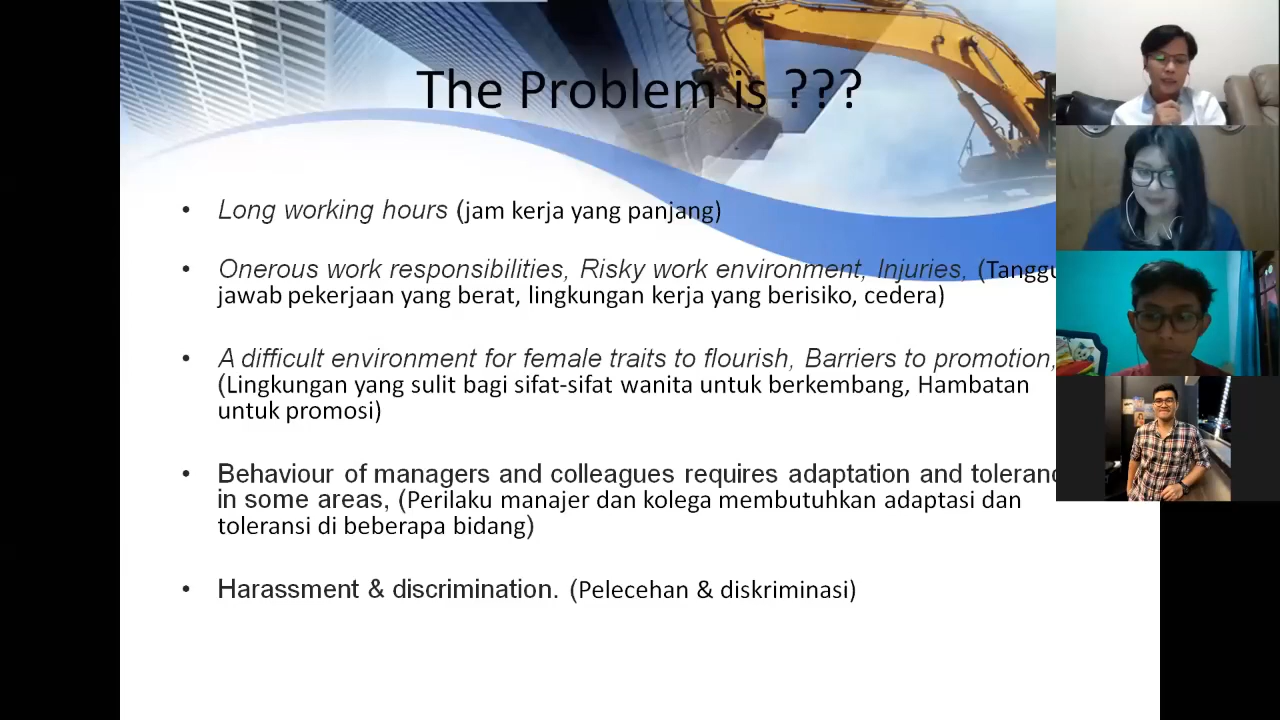 The Problem is ???
• Long working hours (jam kerja yang panjang)
• Onerous work responsibilities, Risky work environment, Injuries, (
jawab pekerjaan yang berat, lingkungan kerja yang berisiko, cedera)
• A difficult environment for female traits to flourish, Barriers to promotion,
(Lingkungan yang sulit bagi sifat-sifat wanita untuk berkembang, Hambatan
untuk promosi)
• Behaviour of managers and colleagues requires adaptation and
in some areas, (Perilaku manajer dan kolega membutuhkan adaptasi dan
toleransi di beberapa bidang)
• Harassment & discrimination. (Pelecehan & diskriminasi)